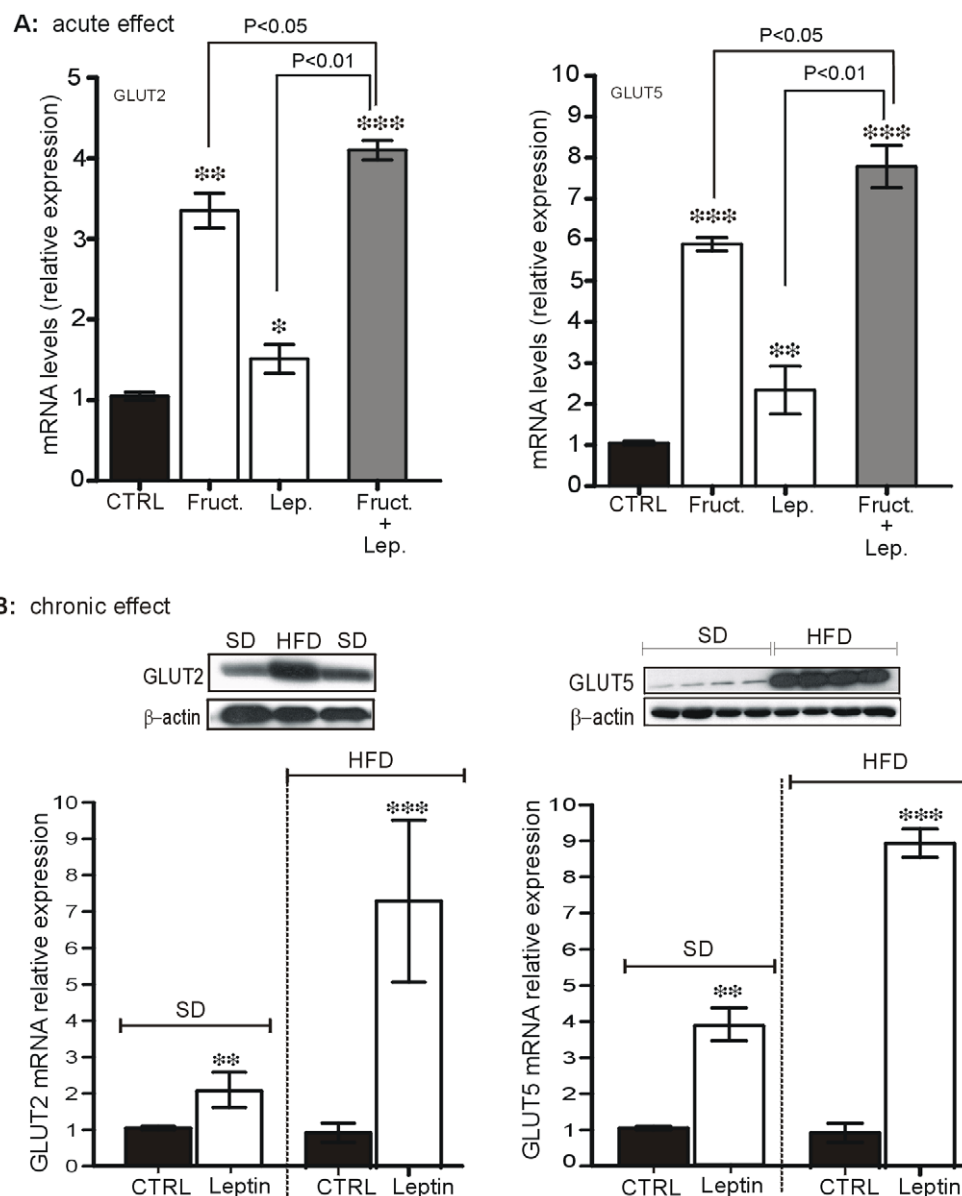 A: acute effect
P<0.05
P<0.01
GLUT2
mRNA levels (relative expression)
5
4
3
2
1
0
**
*
***
CTRL Fruct. Lep. Fruct.
+
Lep.
P<0.05
P<0.01
GLUT5
mRNA levels (relative expression)
10
9
8
7
6
5
4
3
2
1
0
***
**
***
CTRL Fruct. Lep. Fruct.
+
Lep.
B: chronic effect
SD HFD SD
GLUT2
β–actin
SD HFD
GLUT5
β–actin
GLUT2 mRNA relative expression
10
9
8
7
6
5
4
3
2
1
0
SD
HFD
**
***
CTRL Leptin CTRL Leptin
GLUT5 mRNA relative expression
10
9
8
7
6
5
4
3
2
1
0
SD
HFD
**
***
CTRL Leptin CTRL Leptin